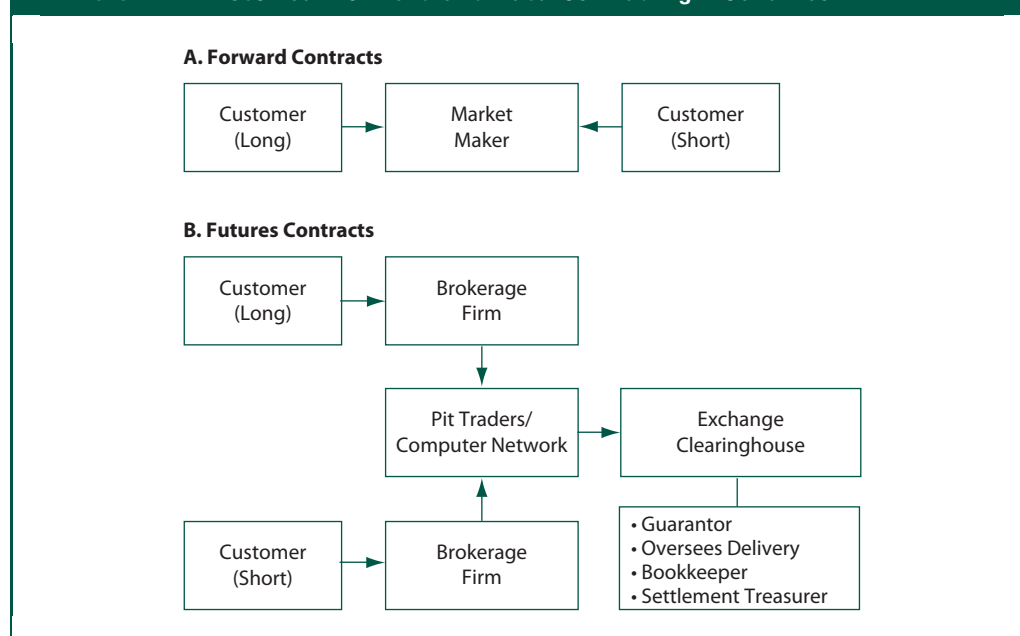 A. Forward Contracts
Customer
(Long)
Market
Maker
Customer
(Short)
B. Futures Contracts
Customer
(Long)
Brokerage
Firm
Pit Traders/
Computer Network
Exchange
Clearinghouse
Customer
(Short)
Brokerage
Firm
• Guarantor
• Oversees Delivery
• Bookkeeper
• Settlement Treasurer